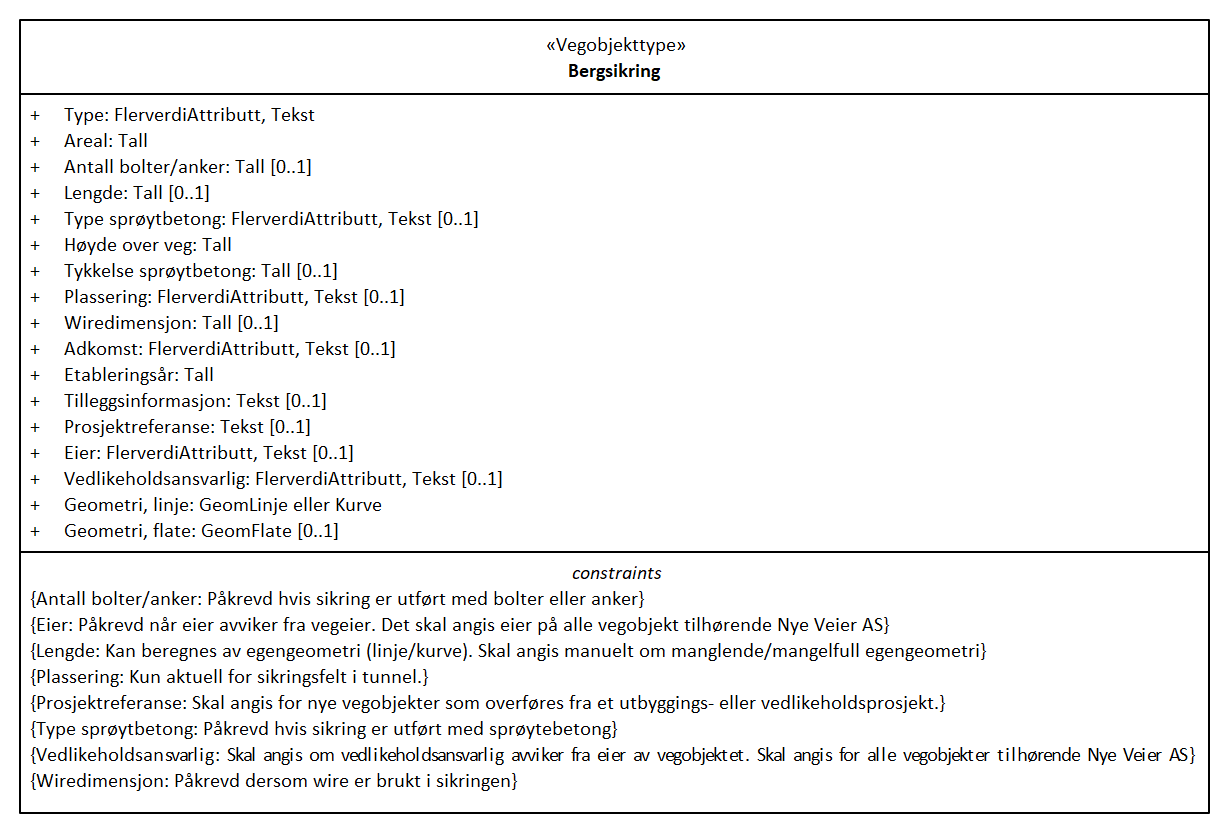 «Vegobjekttype»
Bergsikring
+ Type: FlerverdiAttributt, Tekst
+ Areal: Tall
+ Antall bolter/anker: Tall [0..1]
+ Lengde: Tall [0..1]
+ Type sprøytbetong: FlerverdiAttributt, Tekst [0..1]
+ Høyde over veg: Tall
+ Tykkelse sprøytbetong: Tall [0..1]
+ Plassering: FlerverdiAttributt, Tekst [0..1]
+ Wiredimensjon: Tall [0..1]
+ Adkomst: FlerverdiAttributt, Tekst [0..1]
+ Etableringsår: Tall
+ Tilleggsinformasjon: Tekst [0..1]
+ Prosjektreferanse: Tekst [0..1]
+ Eier: FlerverdiAttributt, Tekst [0..1]
+ Vedlikeholdsansvarlig: FlerverdiAttributt, Tekst [0..1]
+ Geometri, linje: GeomLinje eller Kurve
+ Geometri, flate: GeomFlate [0..1]
constraints
{Antall bolter/anker: Påkrevd hvis sikring er utført med bolter eller anker}
{Eier: Påkrevd når eier avviker fra vegeier. Det skal angis eier på alle vegobjekt tilhørende Nye Veier AS}
{Lengde: Kan beregnes av egengeometri (linje/kurve). Skal angis manuelt om manglende/mangelfull egengeometri}
{Plassering: Kun aktuell for sikringsfelt i tunnel.}
{Prosjektreferanse: Skal angis for nye vegobjekter som overføres fra et utbyggings- eller vedlikeholdsprosjekt.}
{Type sprøytbetong: Påkrevd hvis sikring er utført med sprøytebetong}
{Vedlikeholdsansvarlig: Skal angis om vedlikeholdsansvarlig avviker fra eier av vegobjektet. Skal angis for alle vegobjekter tilhørende Nye Veier AS}
{Wiredimensjon: Påkrevd dersom wire er brukt i sikringen}